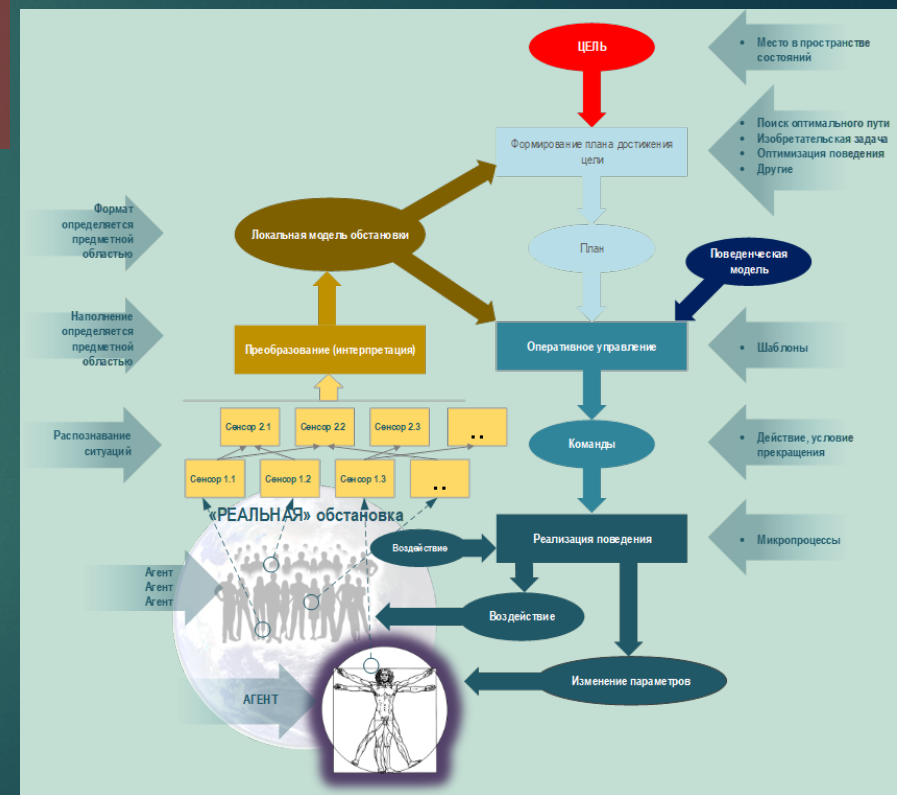 ЦЕЛЬ
• Место в пространстве
состояний
Формирование плана достижения
цели
• Поиск оптимального пути
• Изобретательская задача
• Оптимизация поведения
• Другие
Формат
определяется
предметной
областью
Локальная модель обстановки
План
Поведенческая
модель
Наполнение
определяется
предметной
областью
Преобразование (интерпретация)
Оперативное управление
• Шаблоны
Распознавание
ситуаций
Сенсор 2.1
Сенсор 2.2
Сенсор 2.3
..
Команды
• Действие, условие
прекращения
Сенсор 1.1
Сенсор 1.2
Сенсор 1.3
..
«РЕАЛЬНАЯ» обстановка
Воздействие
Реализация поведения
• Микропроцессы
Агент
Агент
Агент
Воздействие
АГЕНТ
Изменение параметров